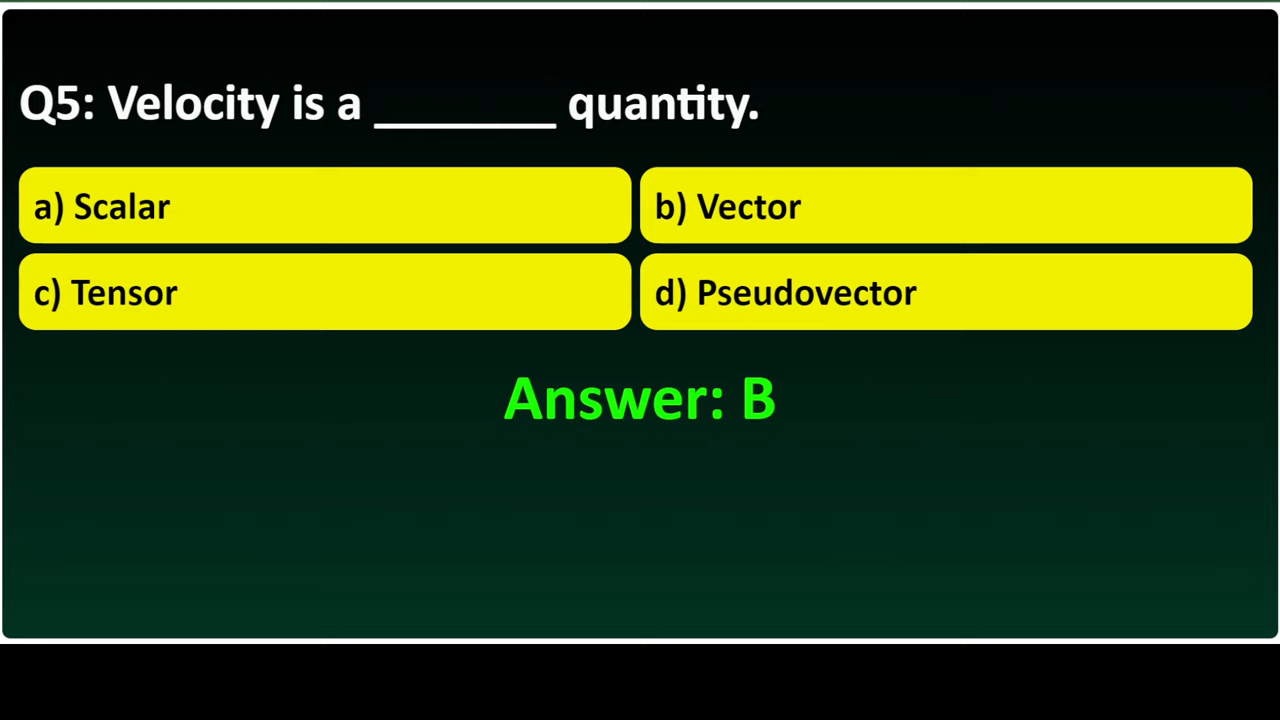 Q5: Velocity is a ________ quantity.
a) Scalar
b) Vector
c) Tensor
d) Pseudovector
Answer: B